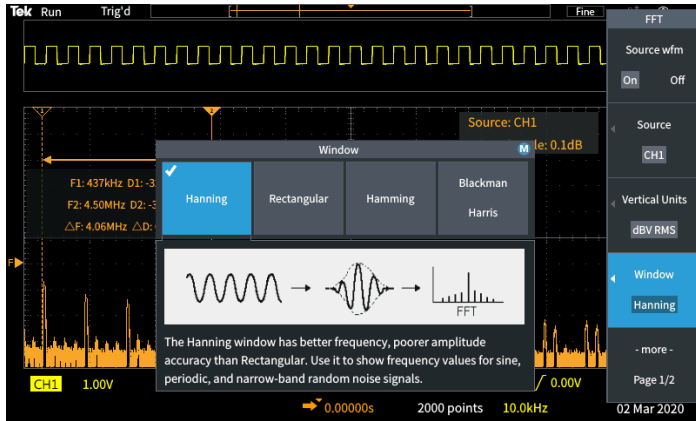 Tek Run Trig'd Fine
FFT
Source wfm
On Off
Source
CH1
Vertical Units
dBV RMS
Window
Hanning
- more -
Page 1/2
Source: CH1
le: 0.1dB
F1: 437kHz D1: -3
F2: 4.50MHz D2: -3
△F: 4.06MHz △D:
Window M
Hanning
Rectangular
Hamming
Blackman
Harris
FFT
The Hanning window has better frequency, poorer amplitude
accuracy than Rectangular. Use it to show frequency values for sine,
periodic, and narrow-band random noise signals.
F
CH1 1.00V 0.00V
0.00000s 2000 points 10.0kHz 02 Mar 2020